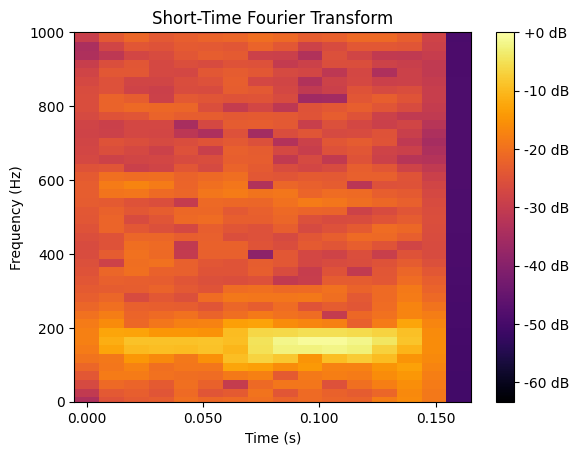 Short-Time Fourier Transform
Frequency (Hz)
1000
800
600
400
200
0
0.000
0.050
0.100
0.150
Time (s)
+0 dB
-10 dB
-20 dB
-30 dB
-40 dB
-50 dB
-60 dB